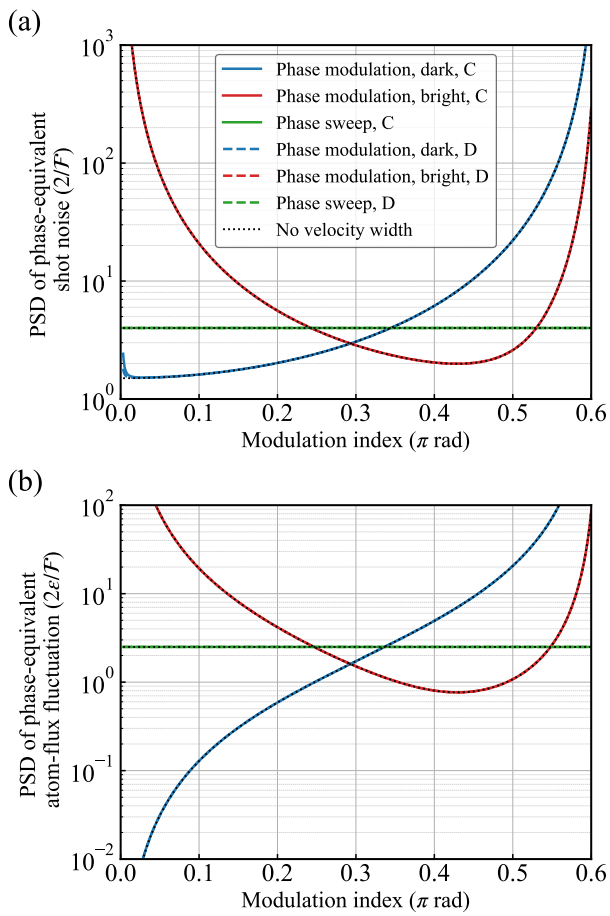 (a)
PSD of phase-equivalent
shot noise (2/ℱ)
10³
10²
10¹
10⁰
Phase modulation, dark, C
Phase modulation, bright, C
Phase sweep, C
Phase modulation, dark, D
Phase modulation, bright, D
Phase sweep, D
No velocity width
0.0 0.1 0.2 0.3 0.4 0.5 0.6
Modulation index (π rad)
(b)
PSD of phase-equivalent
atom-flux fluctuation (2ε/ℱ)
10²
10¹
10⁰
10⁻¹
10⁻²
0.0 0.1 0.2 0.3 0.4 0.5 0.6
Modulation index (π rad)